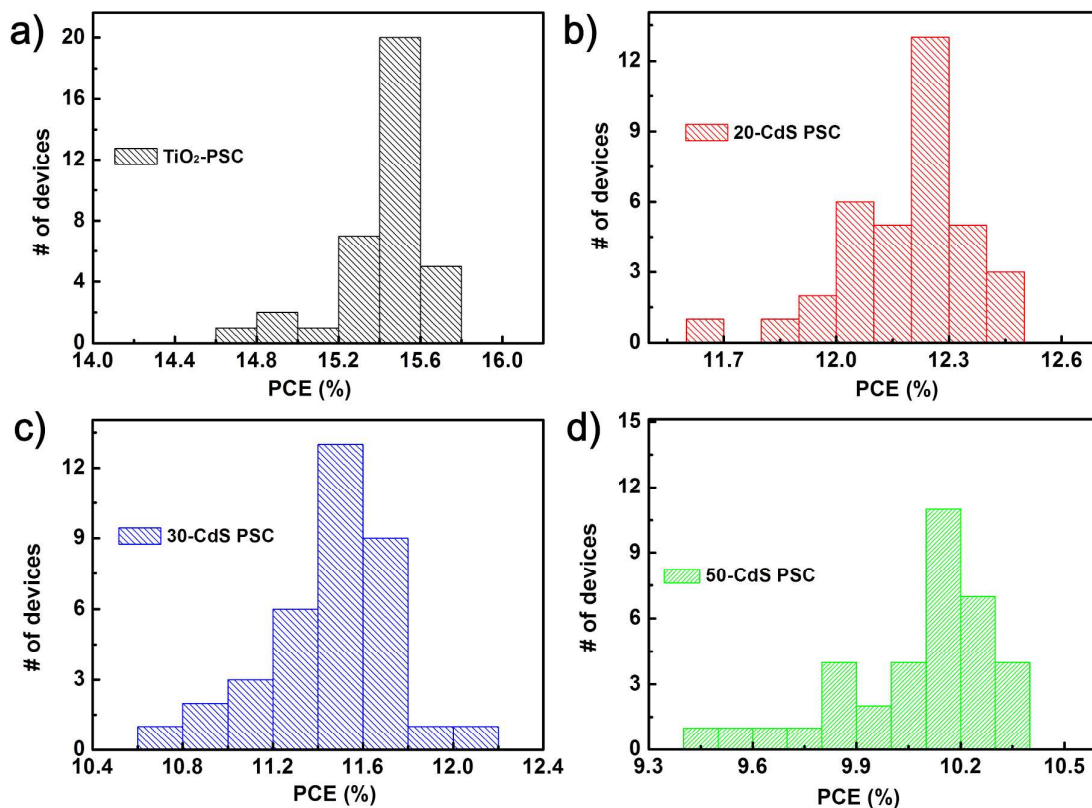 a)
20
16
12
8
4
0
# of devices
TiO₂-PSC
14.0 14.4 14.8 15.2 15.6 16.0
PCE (%)
b)
12
9
6
3
0
# of devices
20-CdS PSC
11.7 12.0 12.3 12.6
PCE (%)
c)
12
9
6
3
0
# of devices
30-CdS PSC
10.4 10.8 11.2 11.6 12.0 12.4
PCE (%)
d)
15
12
9
6
3
0
# of devices
50-CdS PSC
9.3 9.6 9.9 10.2 10.5
PCE (%)